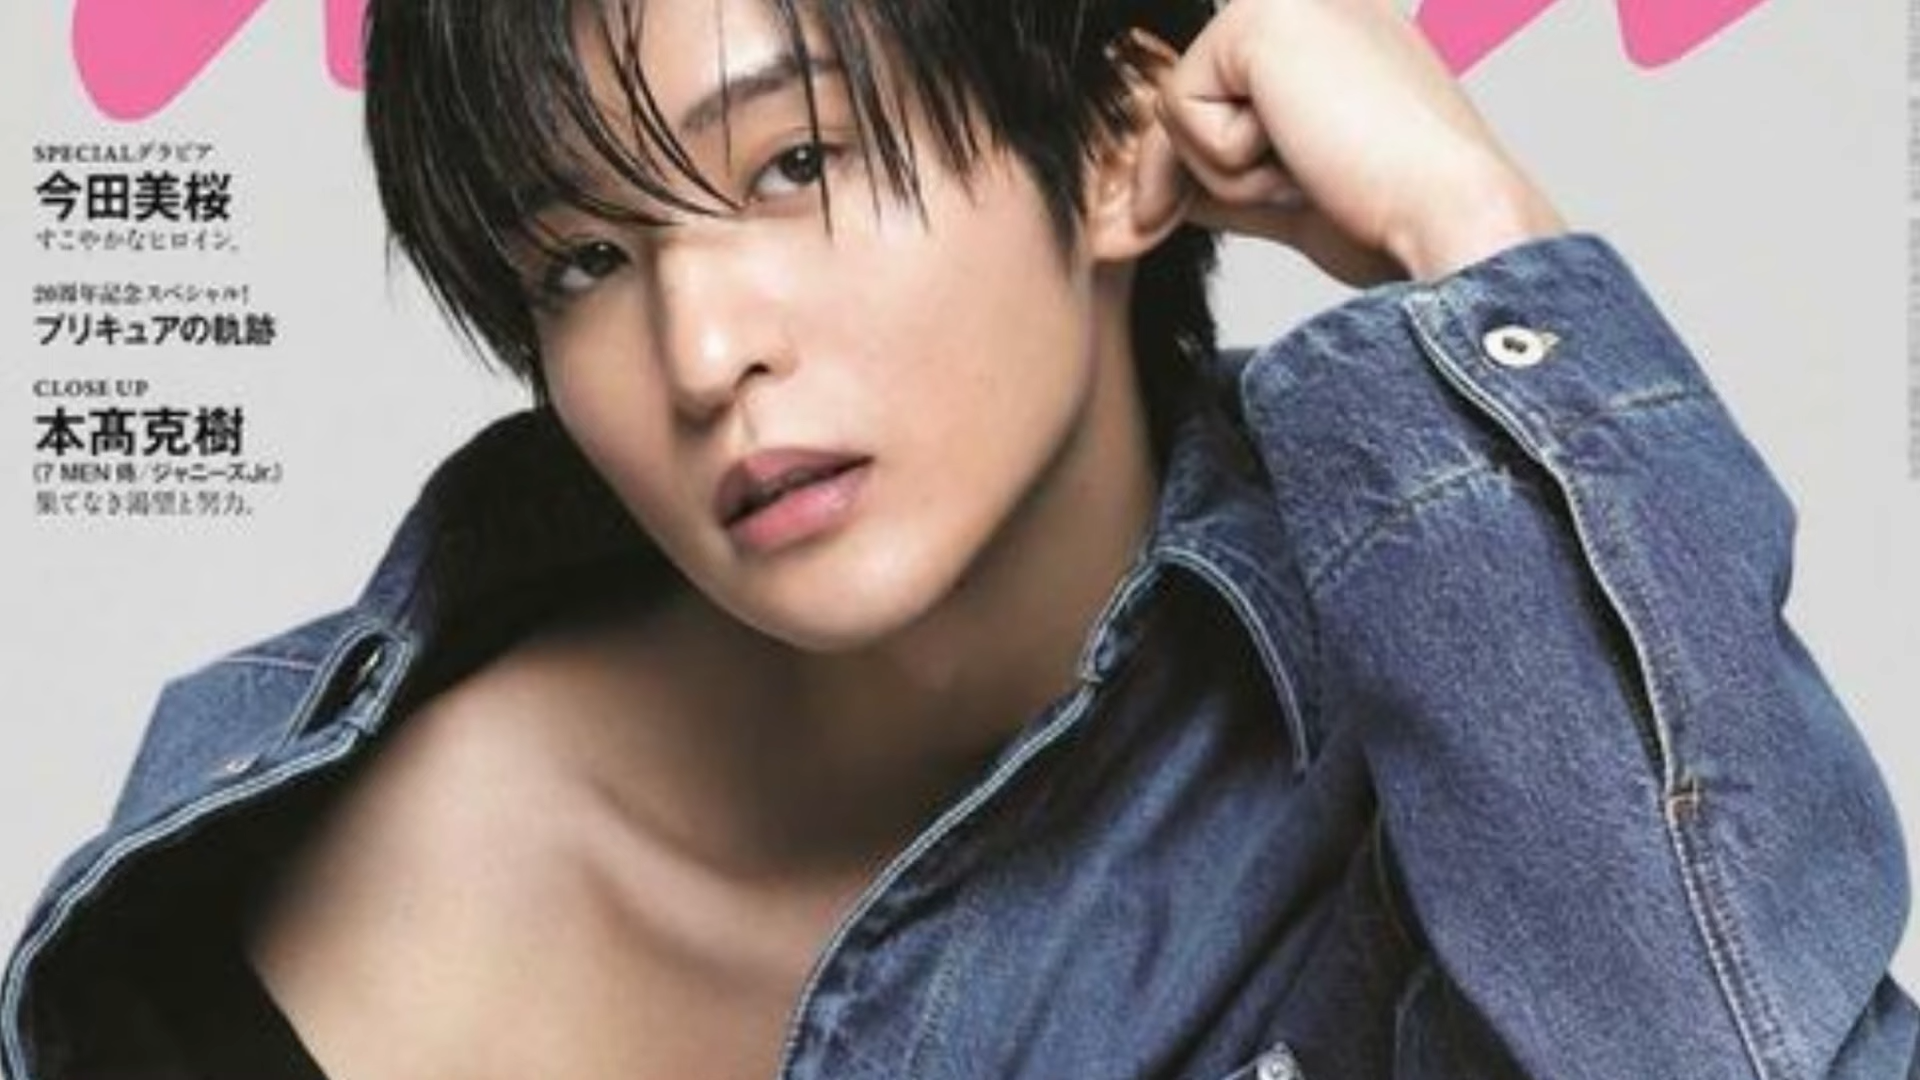 SPECIALグラビア
今田美桜
すこやかなヒロイン。
20周年記念スペシャル!
プリキュアの軌跡
CLOSE UP
本髙克樹
(7 MEN 侍/ジャニーズJr.)
果てなき渇望と努力。